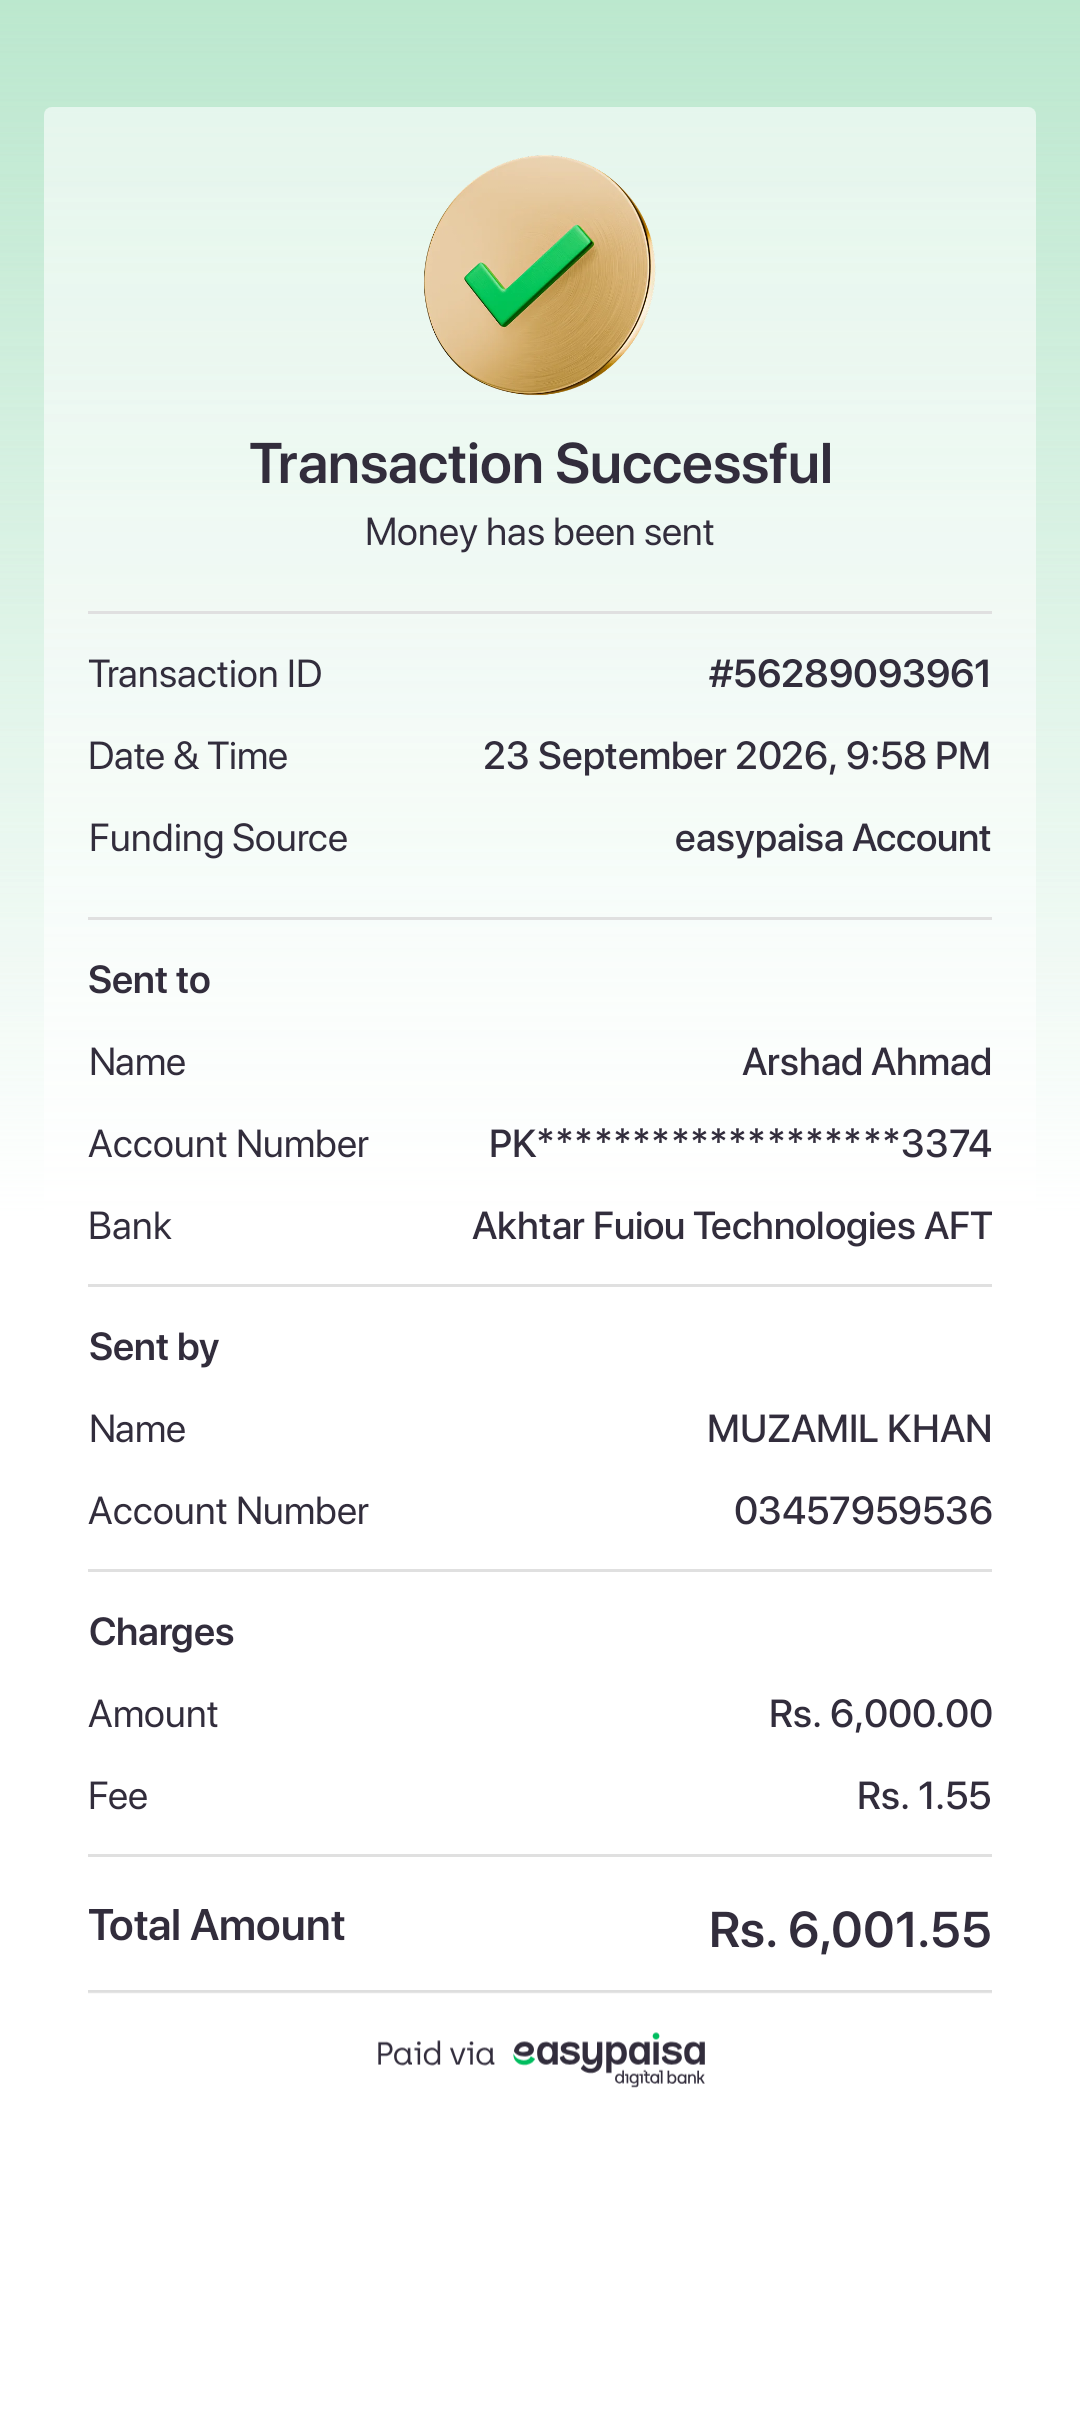 Transaction Successful
Money has been sent
Transaction ID #56289093961
Date & Time 23 September 2026, 9:58 PM
Funding Source easypaisa Account
Sent to
Name Arshad Ahmad
Account Number PK*******************3374
Bank Akhtar Fuiou Technologies AFT
Sent by
Name MUZAMIL KHAN
Account Number 03457959536
Charges
Amount Rs. 6,000.00
Fee Rs. 1.55
Total Amount Rs. 6,001.55
Paid via easypaisa
digital bank